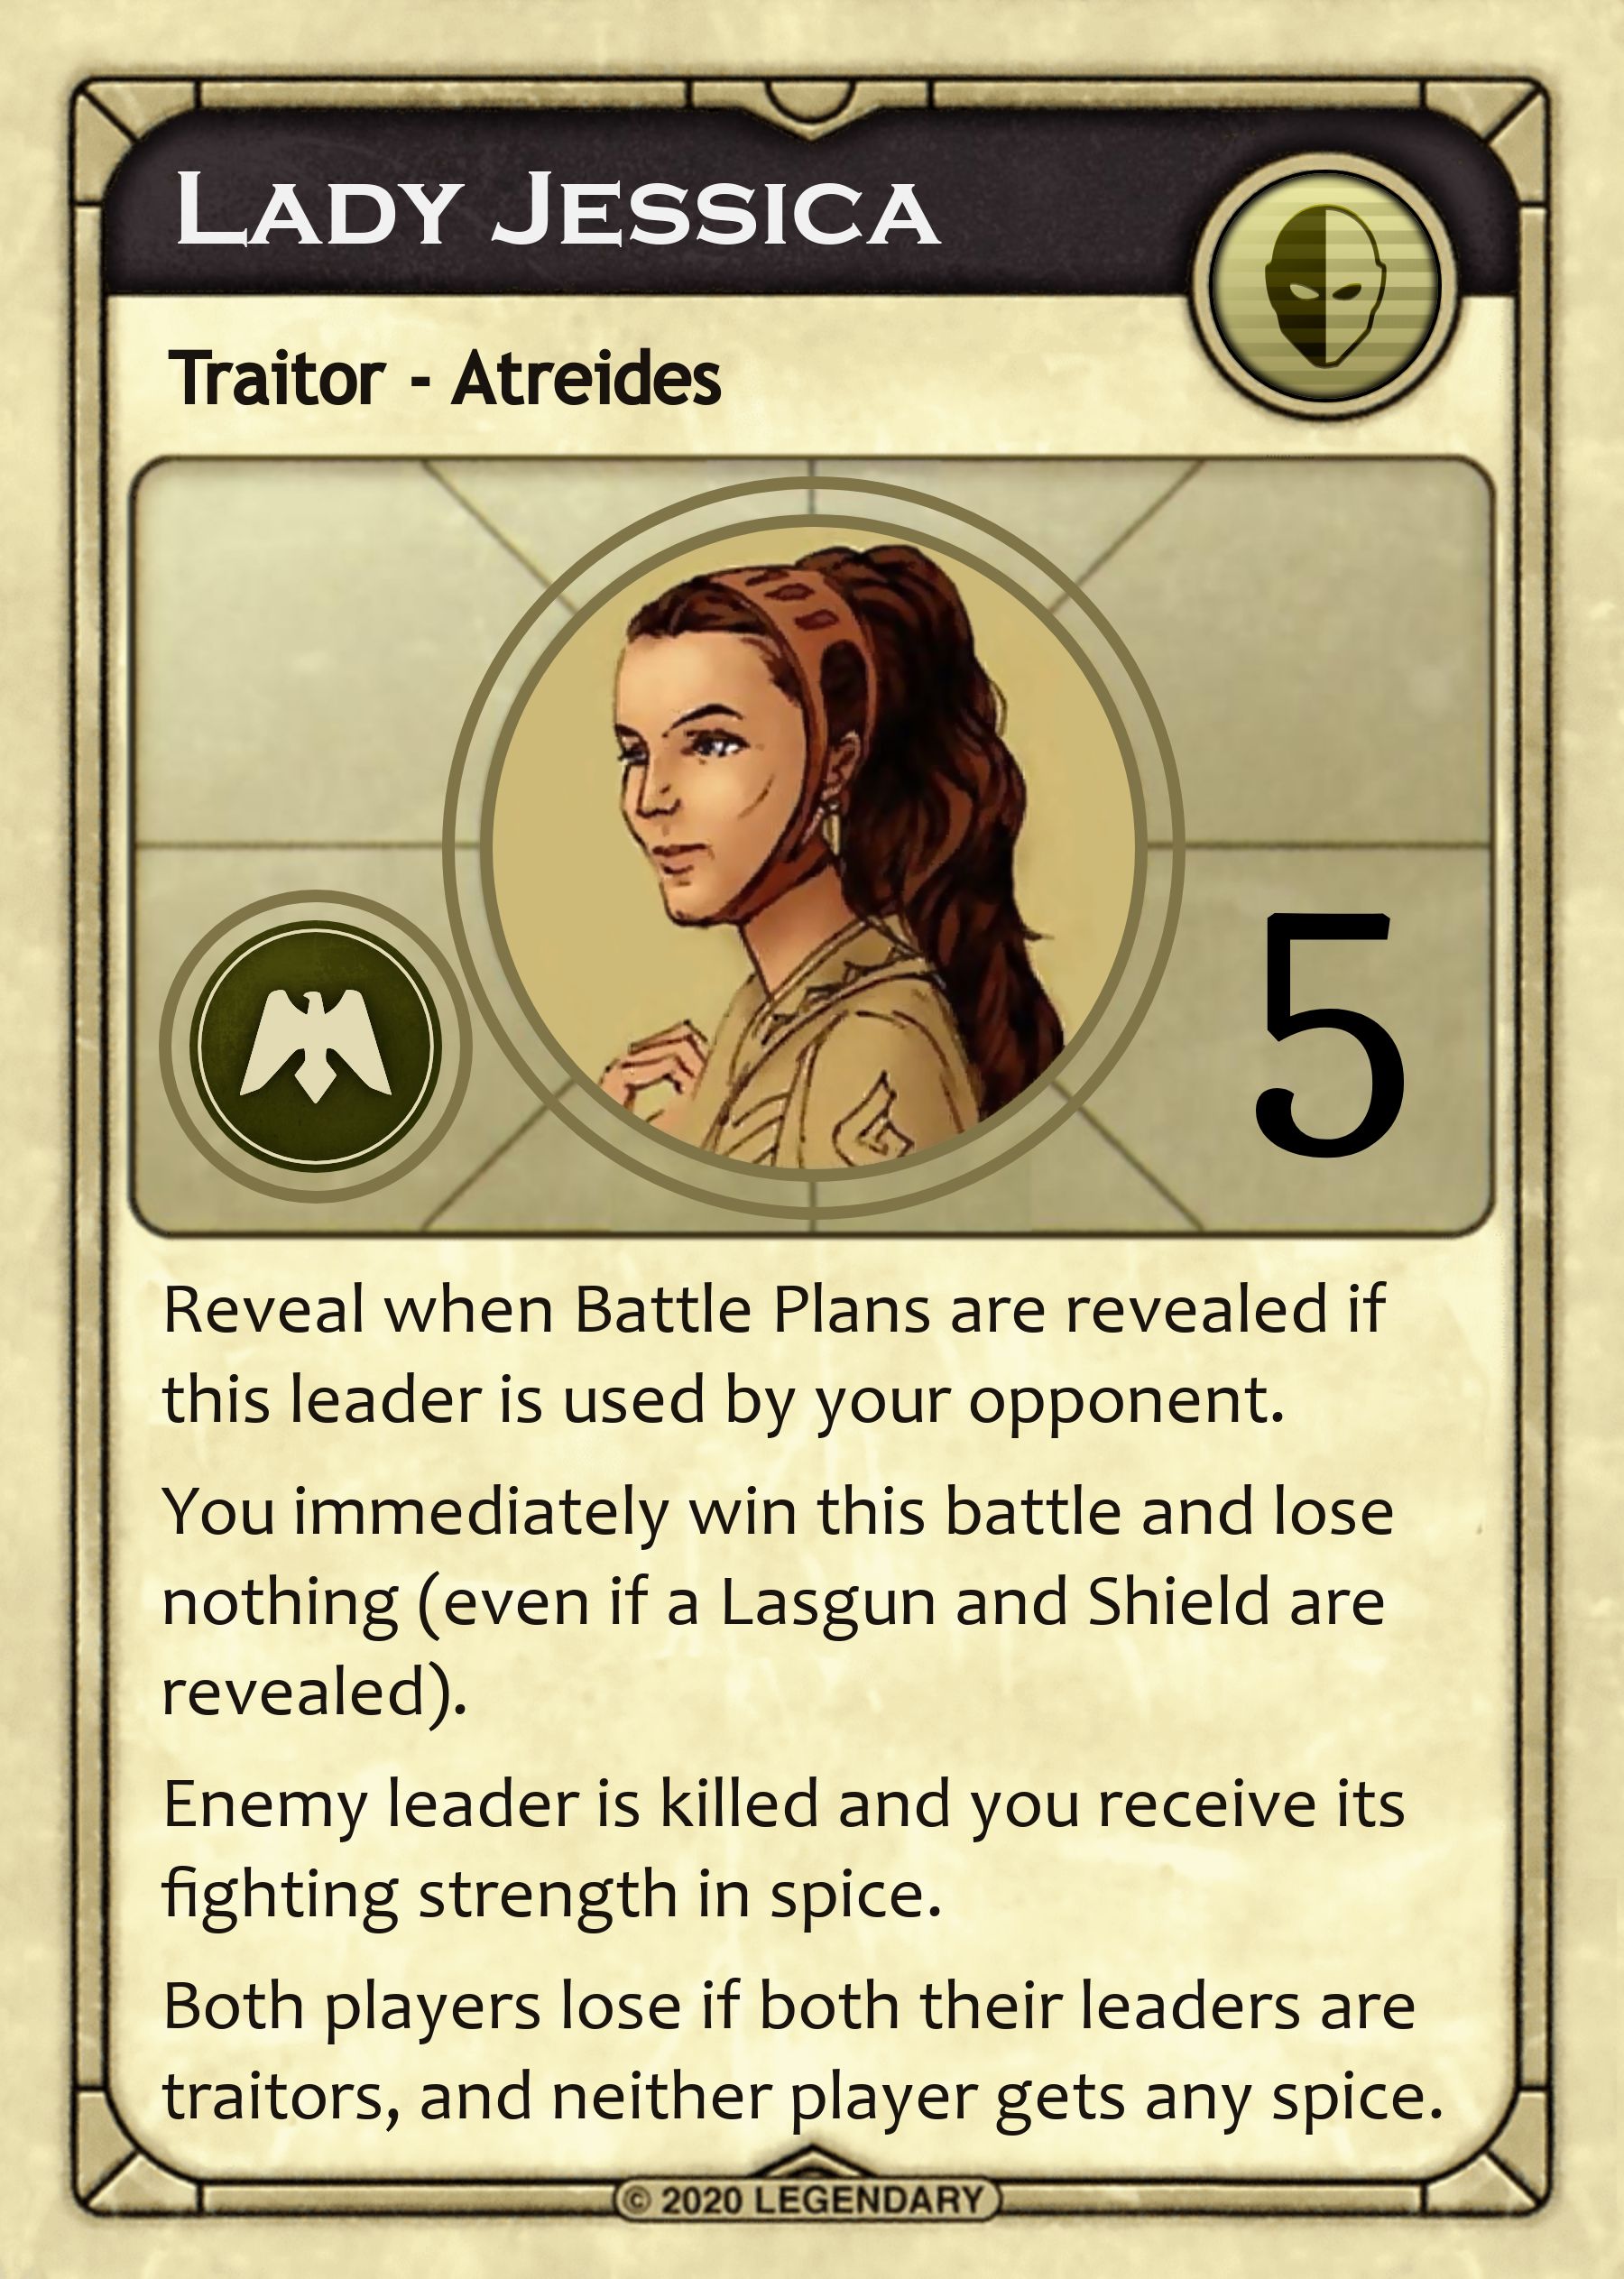 LADY JESSICA
Traitor - Atreides
5
Reveal when Battle Plans are revealed if
this leader is used by your opponent.
You immediately win this battle and lose
nothing (even if a Lasgun and Shield are
revealed).
Enemy leader is killed and you receive its
fighting strength in spice.
Both players lose if both their leaders are
traitors, and neither player gets any spice.
© 2020 LEGENDARY